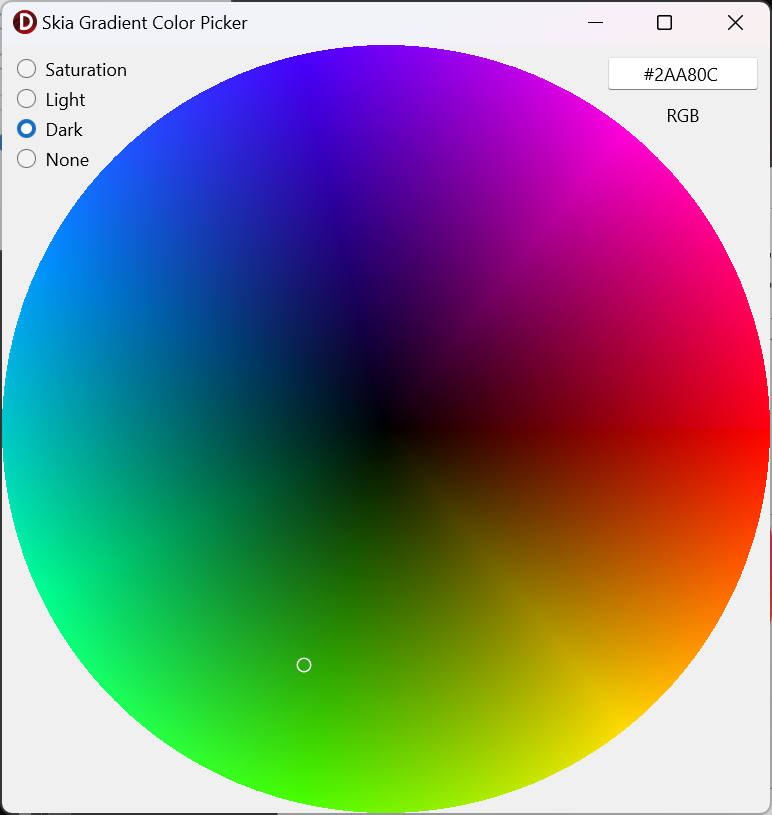 Skia Gradient Color Picker
Saturation
Light
Dark
None
#2AA80C
RGB